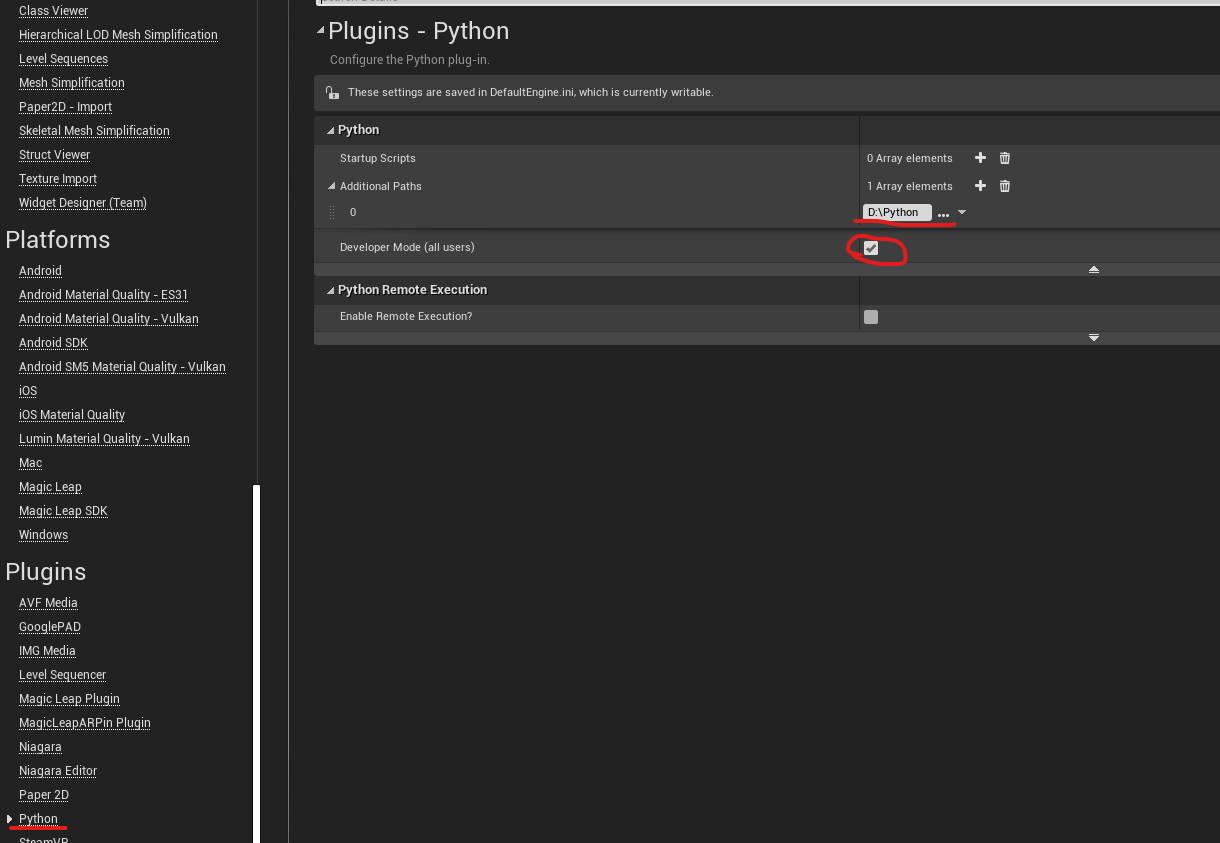 Class Viewer
Hierarchical LOD Mesh Simplification
Level Sequences
Mesh Simplification
Paper2D - Import
Skeletal Mesh Simplification
Struct Viewer
Texture Import
Widget Designer (Team)
Platforms
Android
Android Material Quality - ES31
Android Material Quality - Vulkan
Android SDK
Android SM5 Material Quality - Vulkan
iOS
iOS Material Quality
Lumin Material Quality - Vulkan
Mac
Magic Leap
Magic Leap SDK
Windows
Plugins
AVF Media
GooglePAD
IMG Media
Level Sequencer
Magic Leap Plugin
MagicLeapARPin Plugin
Niagara
Niagara Editor
Paper 2D
Python
SteamVR
Plugins - Python
Configure the Python plug-in.
These settings are saved in DefaultEngine.ini, which is currently writable.
Python
Startup Scripts 0 Array elements
Additional Paths 1 Array elements
0 D:\Python
Developer Mode (all users)
Python Remote Execution
Enable Remote Execution?